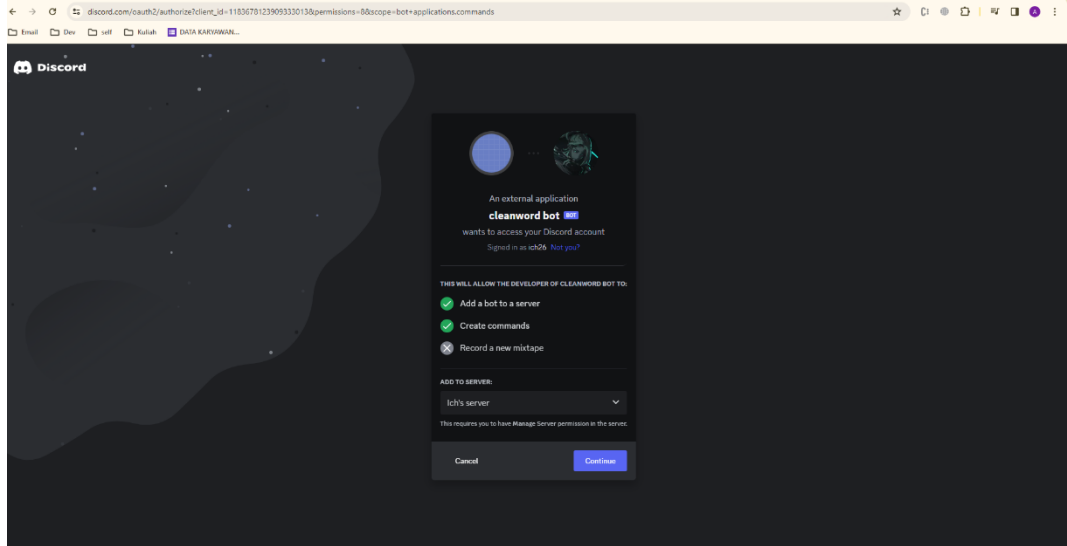 discord.com/oauth2/authorize?client_id=1183678123909333013&permissions=8&scope=bot+applications.commands
A
Email Dev self Kuliah DATA KARYAWAN...
Discord
An external application
cleanword bot BOT
wants to access your Discord account
Signed in as ich26 Not you?
THIS WILL ALLOW THE DEVELOPER OF CLEANWORD BOT TO:
Add a bot to a server
Create commands
Record a new mixtape
ADD TO SERVER:
Ich's server
This requires you to have Manage Server permission in the server.
Cancel Continue